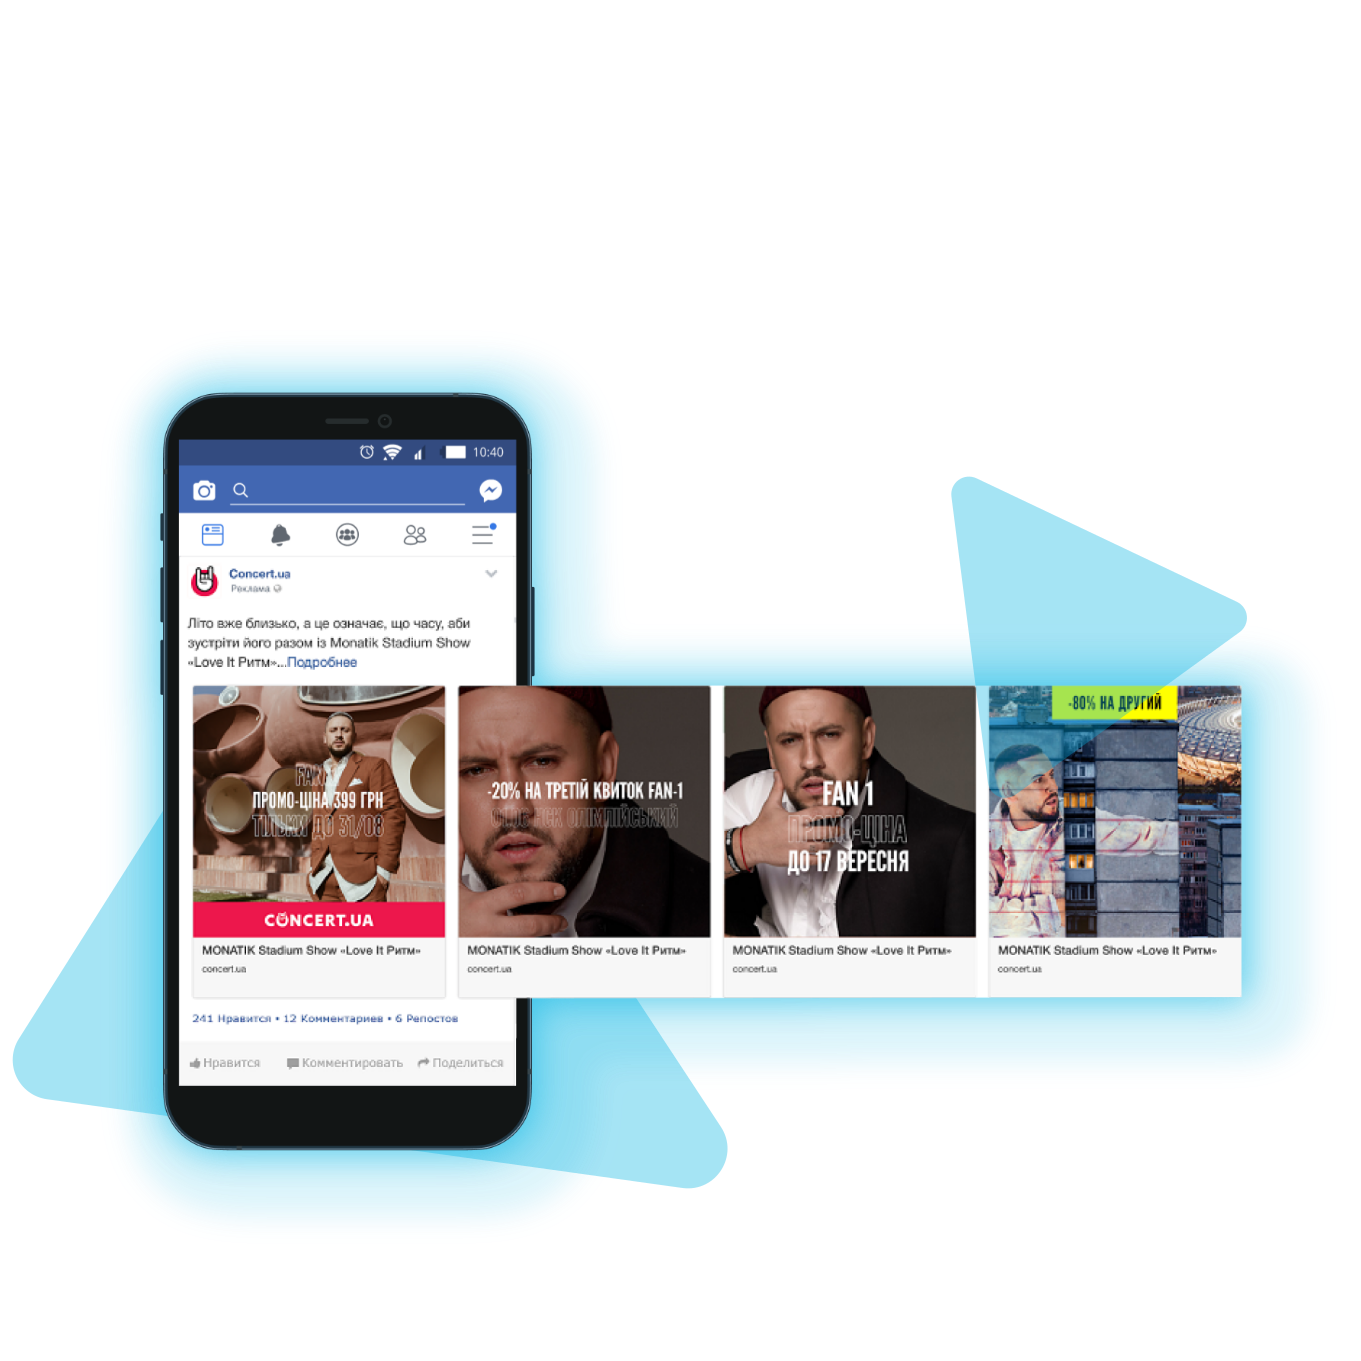 10:40
Concert.ua
Реклама
Літо вже близько, а це означає, що часу, аби
зустріти його разом із Monatik Stadium Show
«Love It Ритм»...Подробнее
ПРОМО-ЦІНА 399 ГРН
ТІЛЬКИ ДО 31/08
CONCERT.UA
MONATIK Stadium Show «Love It Ритм»
concert.ua
-20% НА ТРЕТІЙ КВИТОК FAN-1
НСК ОЛІМПІЙСЬКИЙ
MONATIK Stadium Show «Love It Ритм»
concert.ua
FAN 1
ПРОМО-ЦІНА
ДО 17 ВЕРЕСНЯ
MONATIK Stadium Show «Love It Ритм»
concert.ua
-80% НА ДРУГИЙ
MONATIK Stadium Show «Love It Ритм»
concert.ua
241 Нравится • 12 Комментариев • 6 Репостов
Нравится Комментировать Поделиться